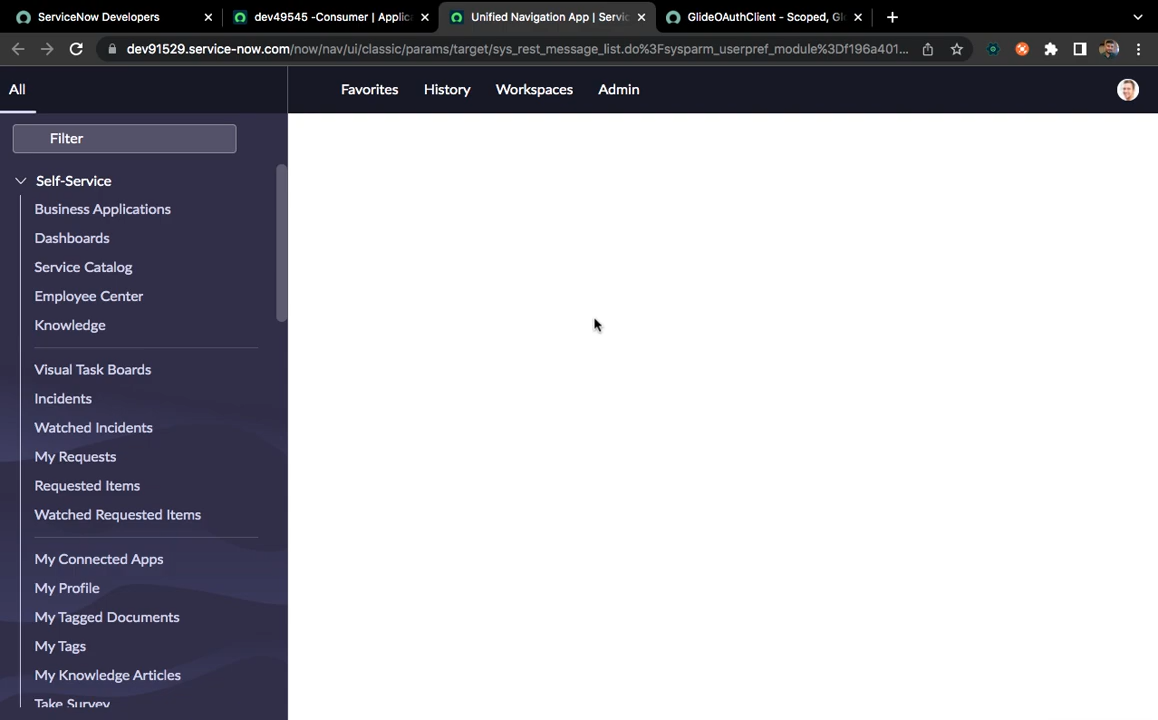 ServiceNow Developers
dev49545 -Consumer | Applic
Unified Navigation App | Servic
GlideOAuthClient - Scoped, Gl
dev91529.service-now.com/now/nav/ui/classic/params/target/sys_rest_message_list.do%3Fsysparm_userpref_module%3Df196a401...
All
Favorites
History
Workspaces
Admin
Filter
Self-Service
Business Applications
Dashboards
Service Catalog
Employee Center
Knowledge
Visual Task Boards
Incidents
Watched Incidents
My Requests
Requested Items
Watched Requested Items
My Connected Apps
My Profile
My Tagged Documents
My Tags
My Knowledge Articles
Take Survey